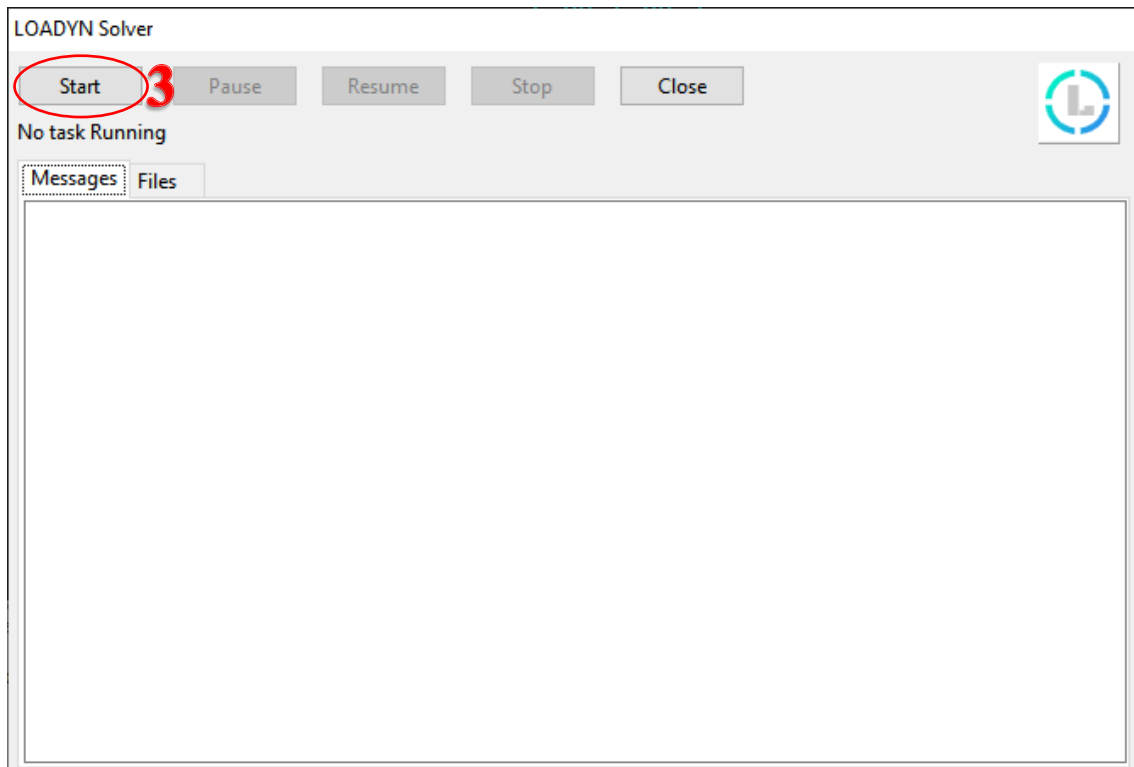 LOADYN Solver
Start 3 Pause Resume Stop Close
L
No task Running
Messages Files